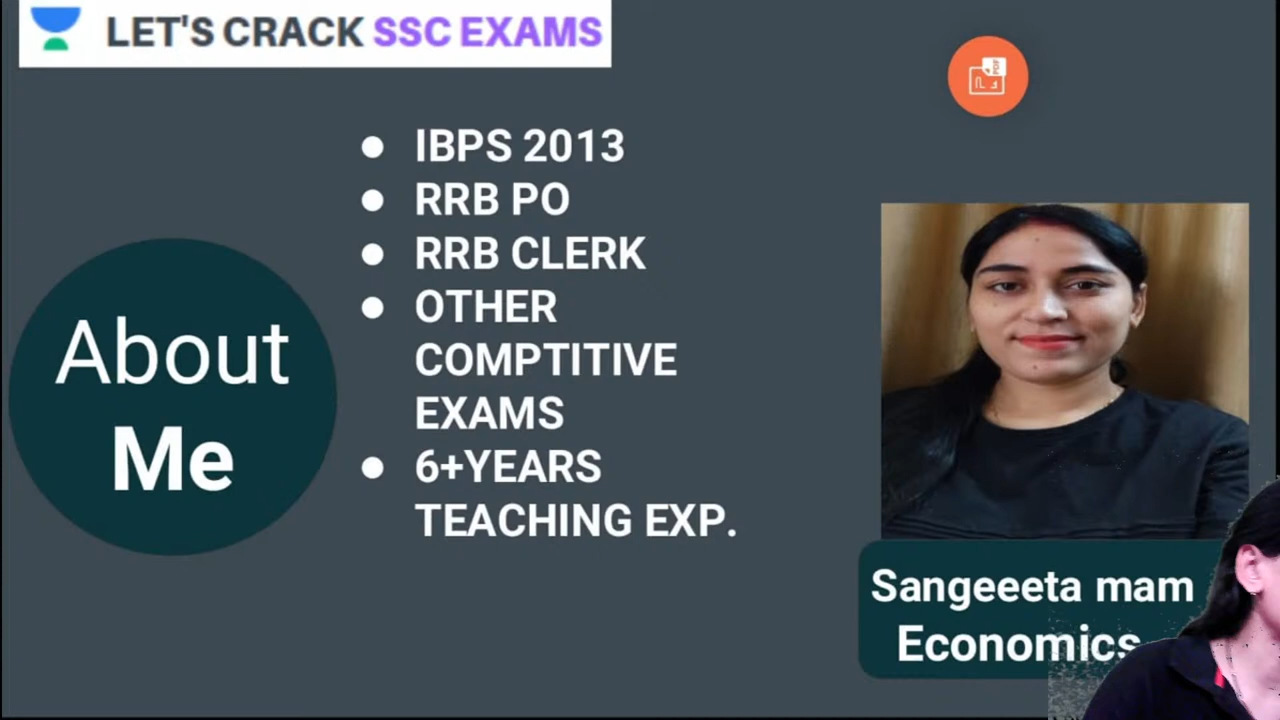 LET'S CRACK SSC EXAMS
About
Me
● IBPS 2013
● RRB PO
● RRB CLERK
● OTHER
COMPTITIVE
EXAMS
● 6+YEARS
TEACHING EXP.
Sangeeeta mam
Economics